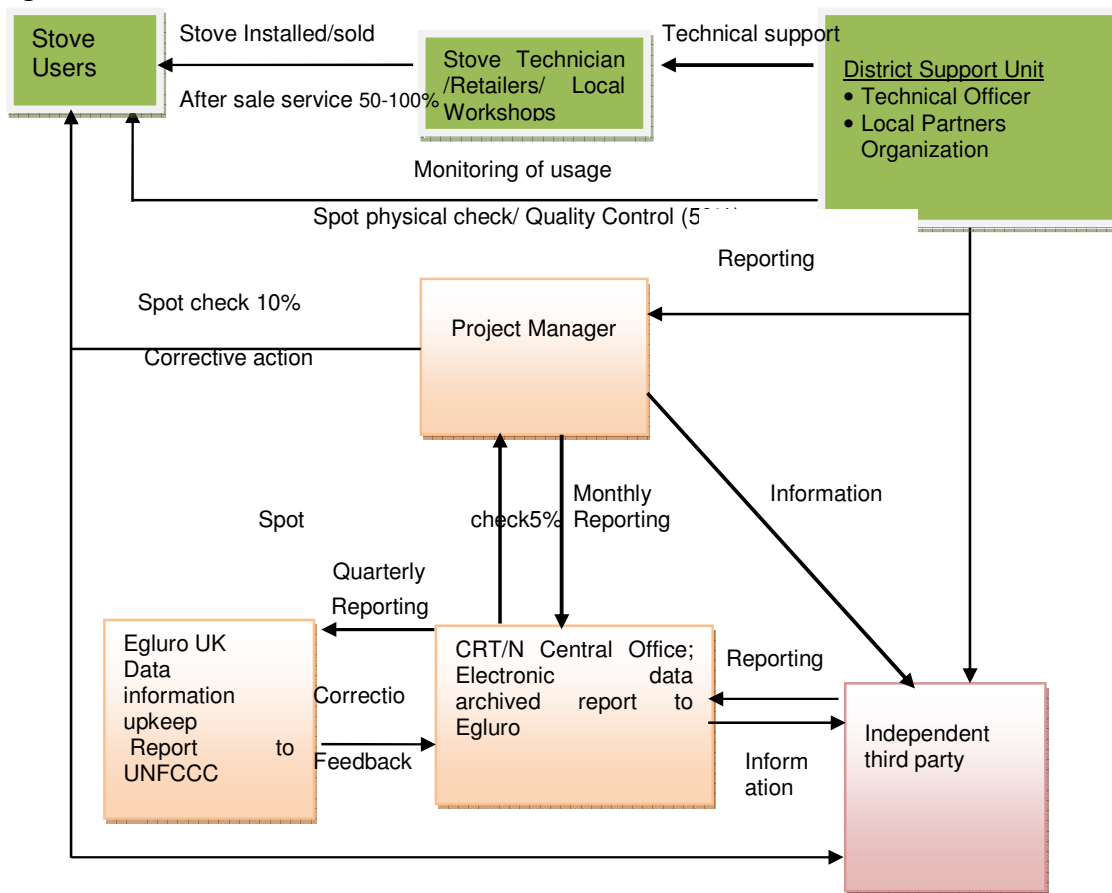 Stove
Users
Stove Installed/sold
After sale service 50-100%
Stove Technician
/Retailers/ Local
Workshops
Technical support
District Support Unit
• Technical Officer
• Local Partners
Organization
Monitoring of usage
Spot physical check/ Quality Control
Reporting
Spot check 10%
Corrective action
Project Manager
Monthly
Reporting
Information
Spot check5%
Quarterly
Reporting
Egluro UK
Data
information
upkeep
Report to
UNFCCC
Correctio
Feedback
CRT/N Central Office;
Electronic data
archived report to
Egluro
Reporting
Inform
ation
Independent
third party